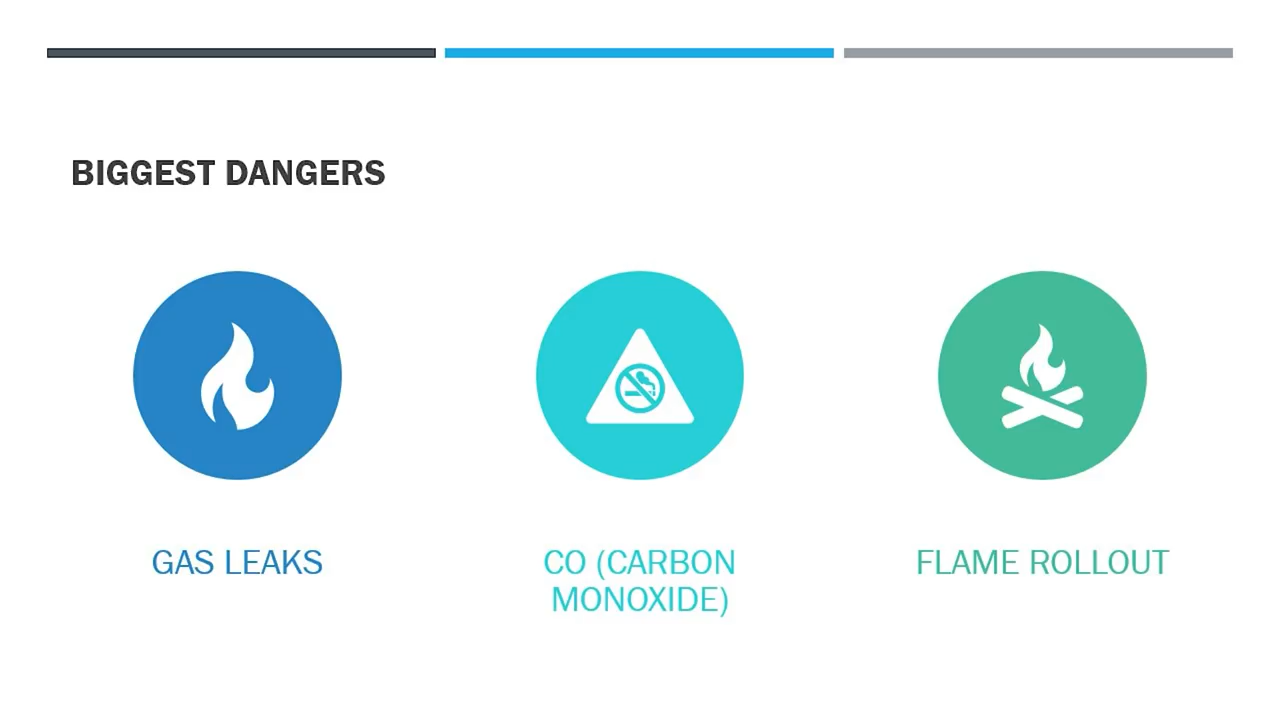 BIGGEST DANGERS
GAS LEAKS
CO (CARBON
MONOXIDE)
FLAME ROLLOUT